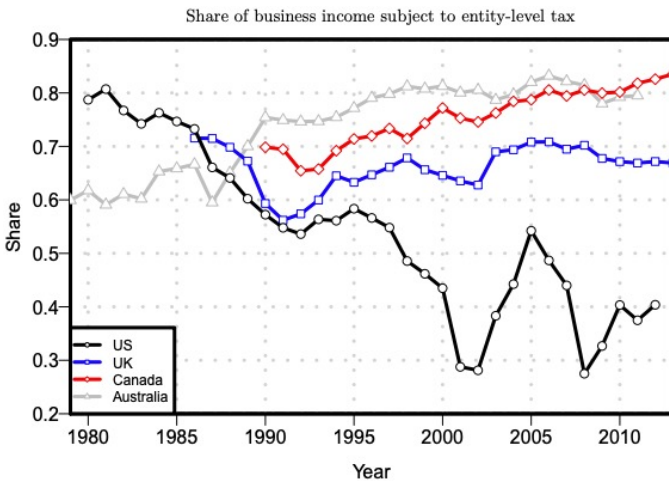 Share of business income subject to entity-level tax
0.9
0.8
0.7
0.6
0.5
0.4
0.3
0.2
Share
US
UK
Canada
Australia
1980 1985 1990 1995 2000 2005 2010
Year